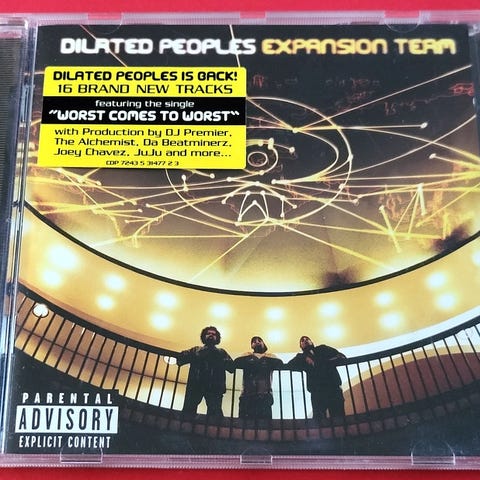 DILATED PEOPLES EXPANSION TEAM
DILATED PEOPLES IS BACK!
16 BRAND NEW TRACKS
featuring the single
"WORST COMES TO WORST"
with Production by DJ Premier,
The Alchemist, Da Beatminerz,
Joey Chavez, JuJu and more...
CDP 7243 5 31477 2 3
PARENTAL
ADVISORY
EXPLICIT CONTENT